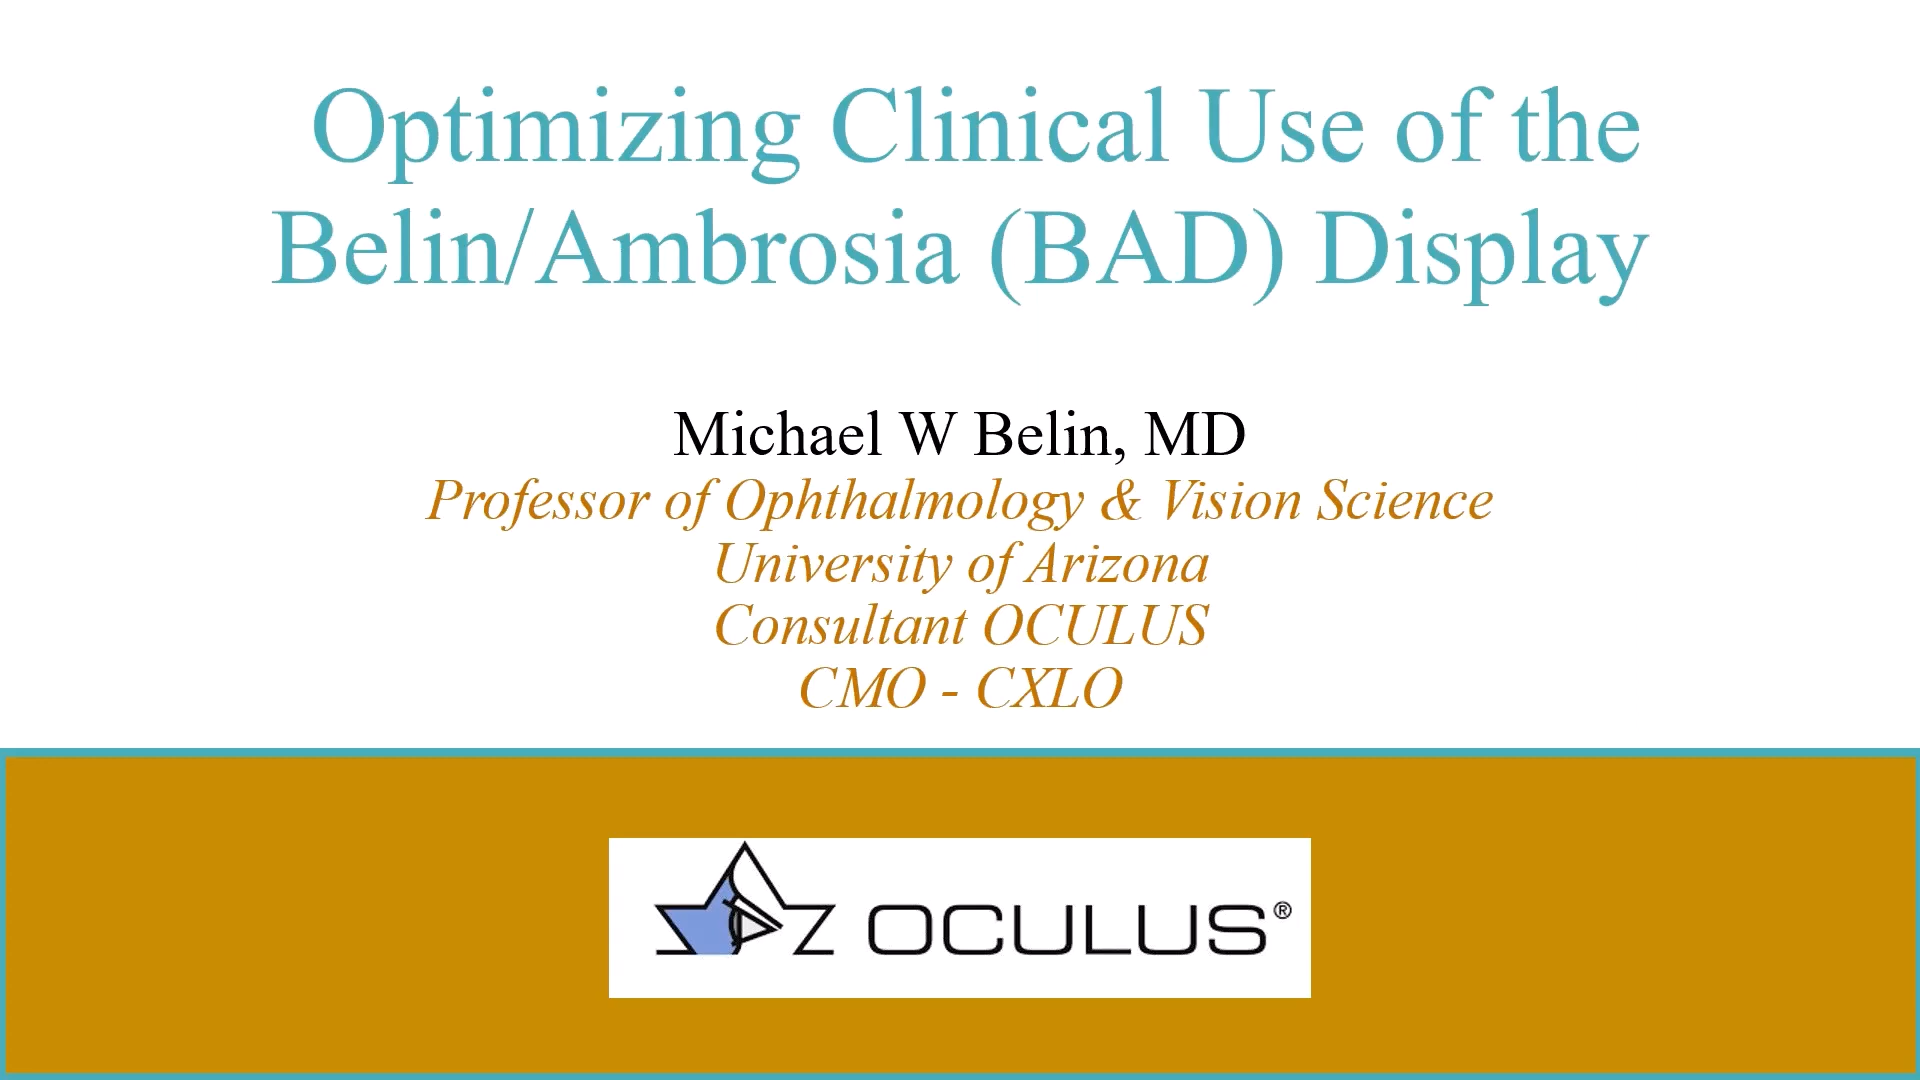 Optimizing Clinical Use of the
Belin/Ambrosia (BAD) Display
Michael W Belin, MD
Professor of Ophthalmology & Vision Science
University of Arizona
Consultant OCULUS
CMO - CXLO
OCULUS®